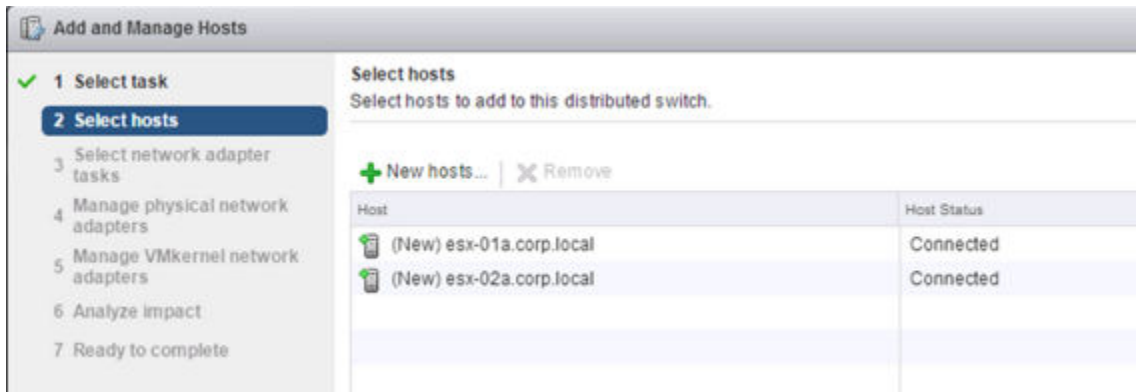 Add and Manage Hosts
1 Select task
2 Select hosts
3 Select network adapter
tasks
4 Manage physical network
adapters
5 Manage VMkernel network
adapters
6 Analyze impact
7 Ready to complete
Select hosts
Select hosts to add to this distributed switch.
New hosts... Remove
Host Host Status
(New) esx-01a.corp.local Connected
(New) esx-02a.corp.local Connected